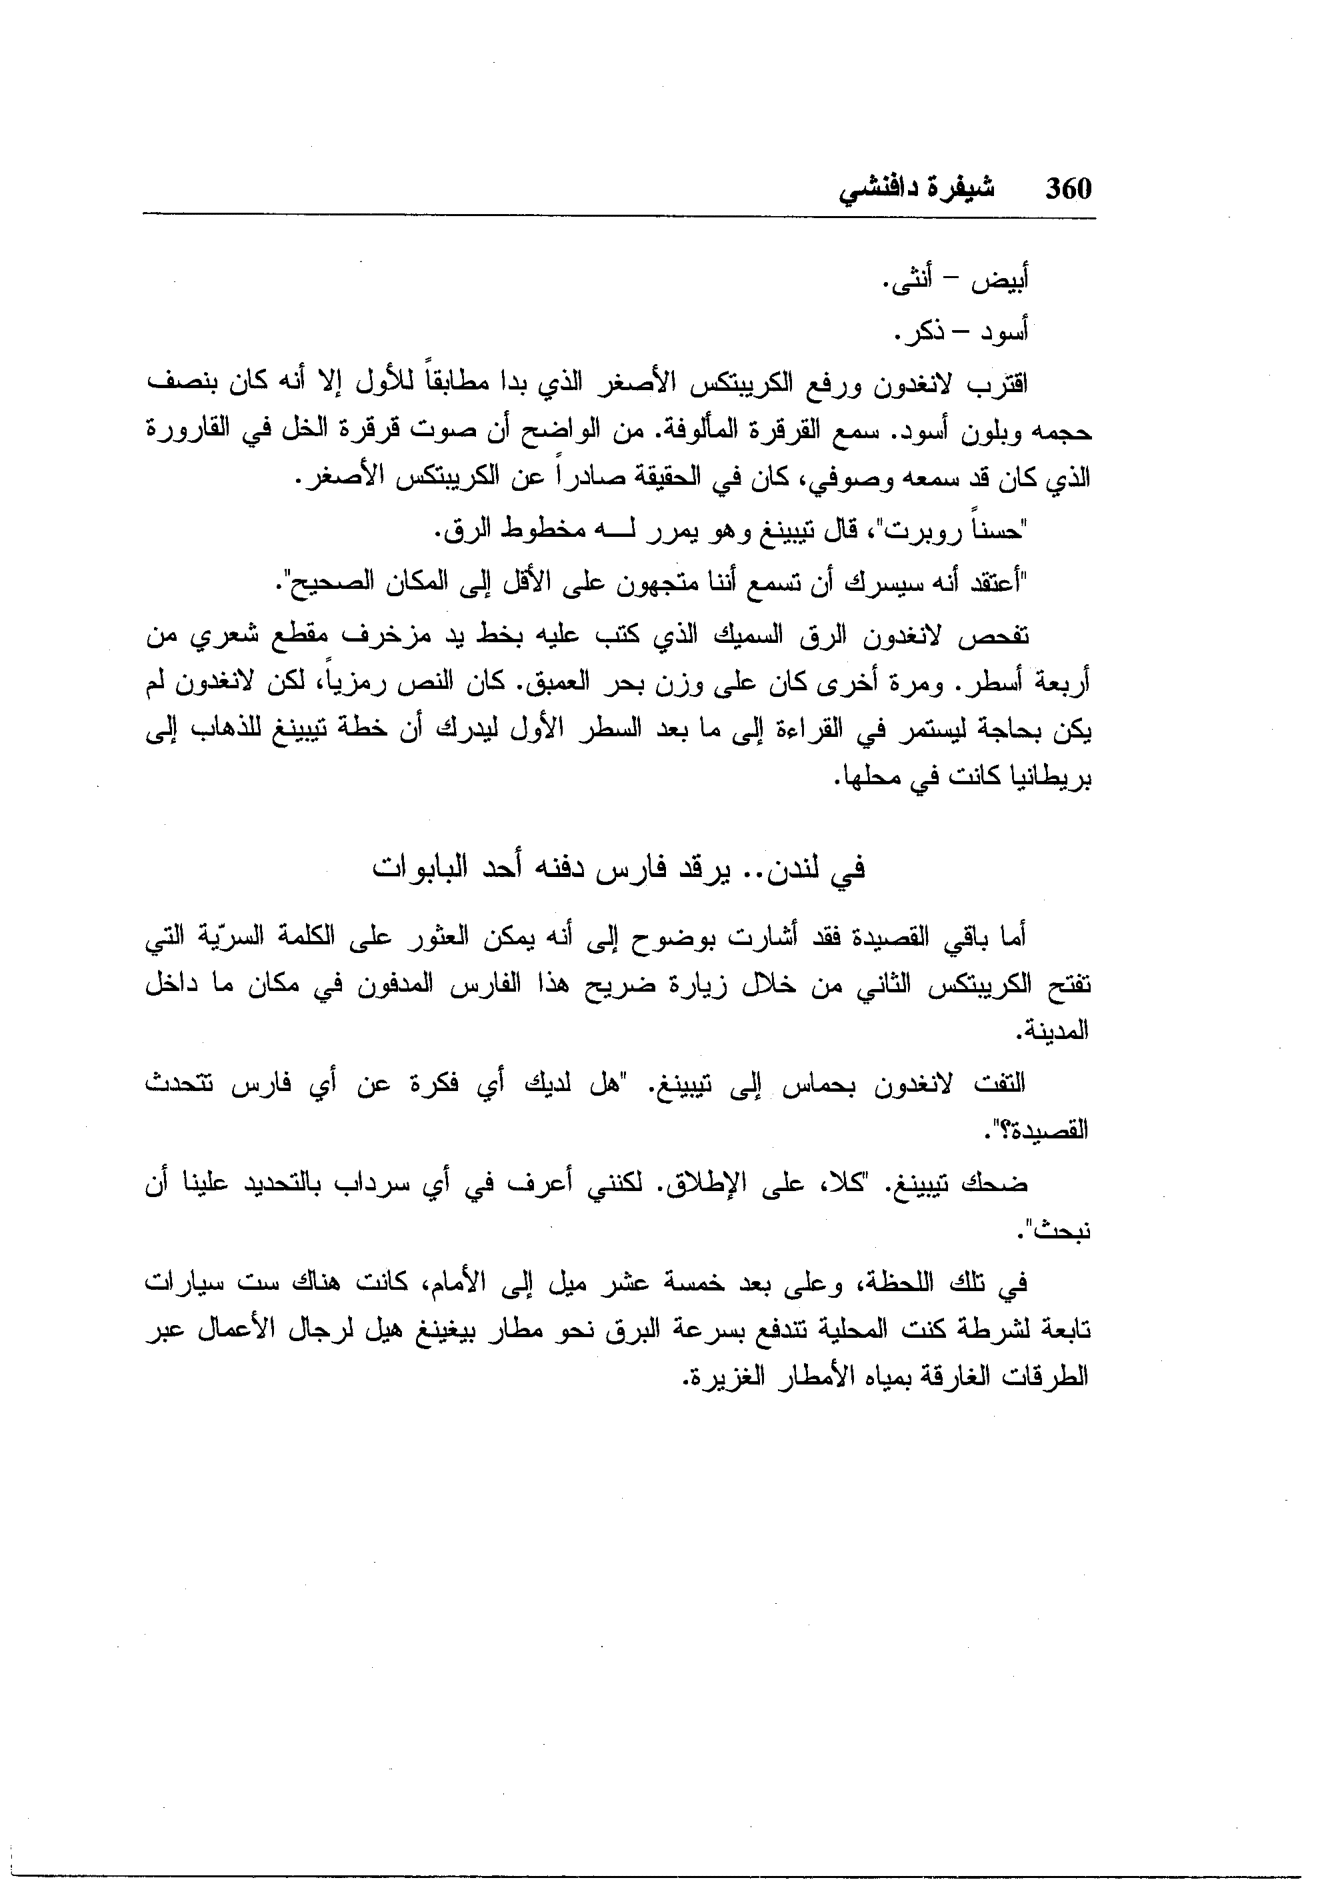 360 شيفرة دافنشي
أبيض – أنثى.
أسود – ذكر.
اقترب لانغدون ورفع الكريبتكس الأصغر الذي بدا مطابقاً للأول إلا أنه كان بنصف
حجمه وبلون أسود. سمع القرقرة المألوفة. من الواضح أن صوت قرقرة الخل في القارورة
الذي كان قد سمعه وصوفي، كان في الحقيقة صادراً عن الكريبتكس الأصغر.
"حسناً روبرت"، قال تيبينغ وهو يمرر لـــه مخطوط الرق.
"أعتقد أنه سيسرك أن تسمع أننا متجهون على الأقل إلى المكان الصحيح".
تفحص لانغدون الرق السميك الذي كتب عليه بخط يد مزخرف مقطع شعري من
أربعة أسطر. ومرة أخرى كان على وزن بحر العمبق. كان النص رمزياً، لكن لانغدون لم
يكن بحاجة ليستمر في القراءة إلى ما بعد السطر الأول ليدرك أن خطة تيبينغ للذهاب إلى
بريطانيا كانت في محلها.
في لندن.. يرقد فارس دفنه أحد البابوات
أما باقي القصيدة فقد أشارت بوضوح إلى أنه يمكن العثور على الكلمة السريّة التي
تفتح الكريبتكس الثاني من خلال زيارة ضريح هذا الفارس المدفون في مكان ما داخل
المدينة.
التفت لانغدون بحماس إلى تيبينغ. "هل لديك أي فكرة عن أي فارس تتحدث
القصيدة؟".
ضحك تيبينغ. "كلا، على الإطلاق. لكنني أعرف في أي سرداب بالتحديد علينا أن
نبحث".
في تلك اللحظة، وعلى بعد خمسة عشر ميل إلى الأمام، كانت هناك ست سيارات
تابعة لشرطة كنت المحلية تندفع بسرعة البرق نحو مطار بيغينغ هيل لرجال الأعمال عبر
الطرقات الغارقة بمياه الأمطار الغزيرة.